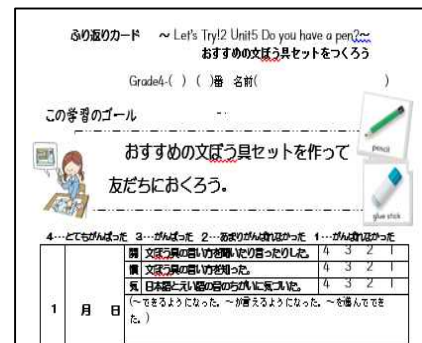 ふり返りカード　～ Let's Try!2 Unit5 Do you have a pen?～
おすすめの文ぼう具セットをつくろう
Grade4-(　) (　)番　名前(　　　　　　　)
この学習のゴール
おすすめの文ぼう具セットを作って
友だちにおくろう。
pencil
glue stick
4…とてもがんばった　3…がんばった　2…あまりがんばれなかった　1…がんばれなかった
関　文ぼう具の言い方を聞いたり言ったりした。　4　3　2　1
慣　文ぼう具の言い方を知った。　4　3　2　1
気　日本語とえい語の音のちがいに気づいた。　4　3　2　1
1　月　日
(～できるようになった。～が言えるようになった。～を進んででき
た。)